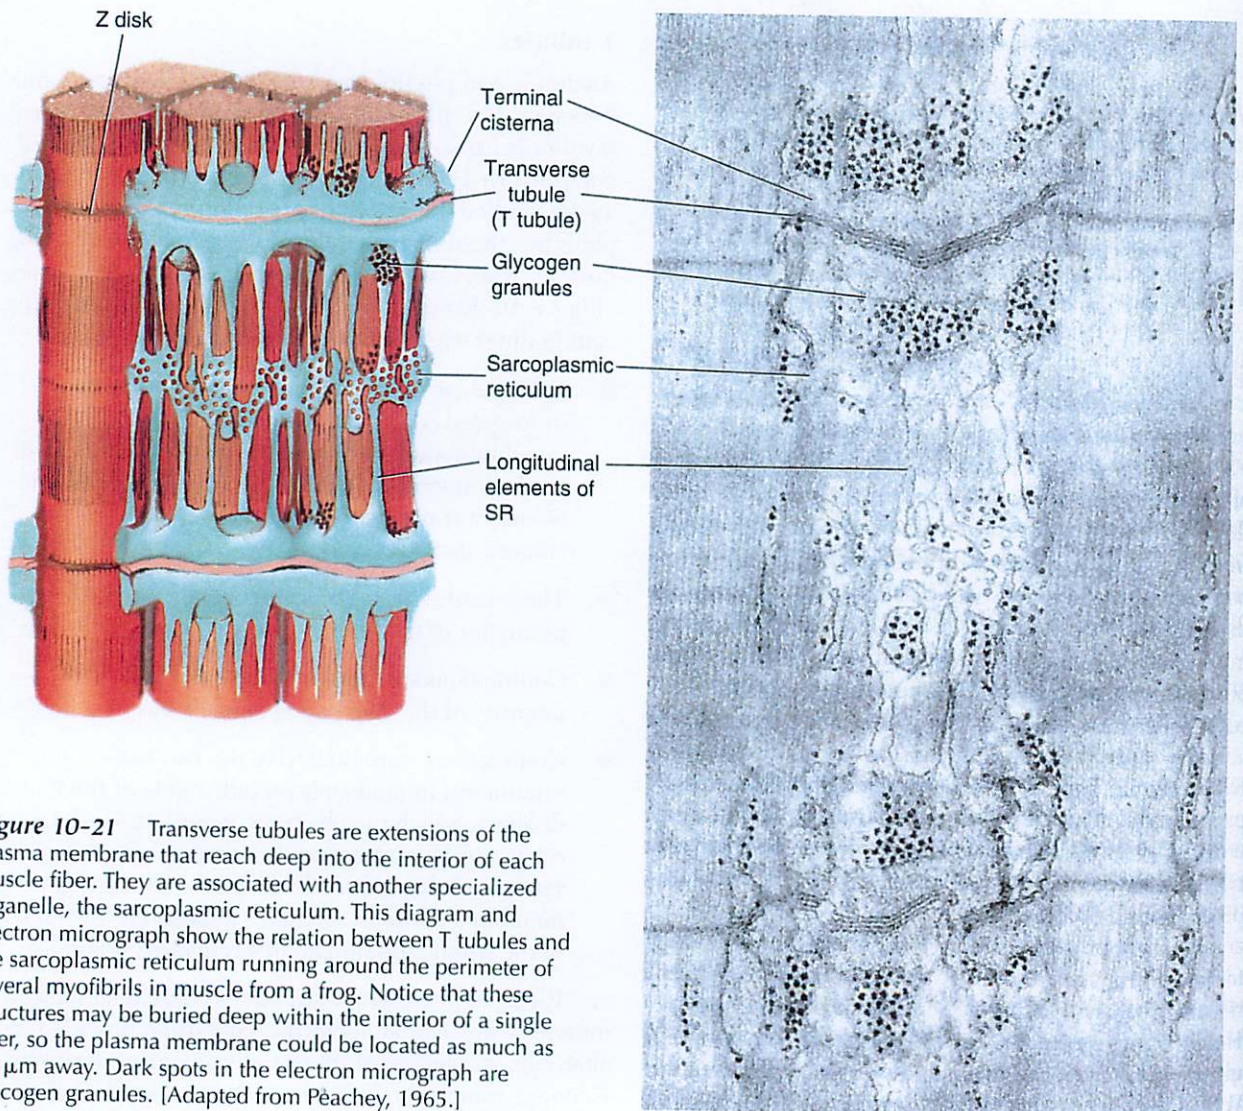 Z disk
Terminal
cisterna
Transverse
tubule
(T tubule)
Glycogen
granules
Sarcoplasmic
reticulum
Longitudinal
elements of
SR
gure 10-21 Transverse tubules are extensions of the
asma membrane that reach deep into the interior of each
uscle fiber. They are associated with another specialized
ganelle, the sarcoplasmic reticulum. This diagram and
ectron micrograph show the relation between T tubules and
e sarcoplasmic reticulum running around the perimeter of
veral myofibrils in muscle from a frog. Notice that these
uctures may be buried deep within the interior of a single
er, so the plasma membrane could be located as much as
μm away. Dark spots in the electron micrograph are
cogen granules. [Adapted from Peachey, 1965.]